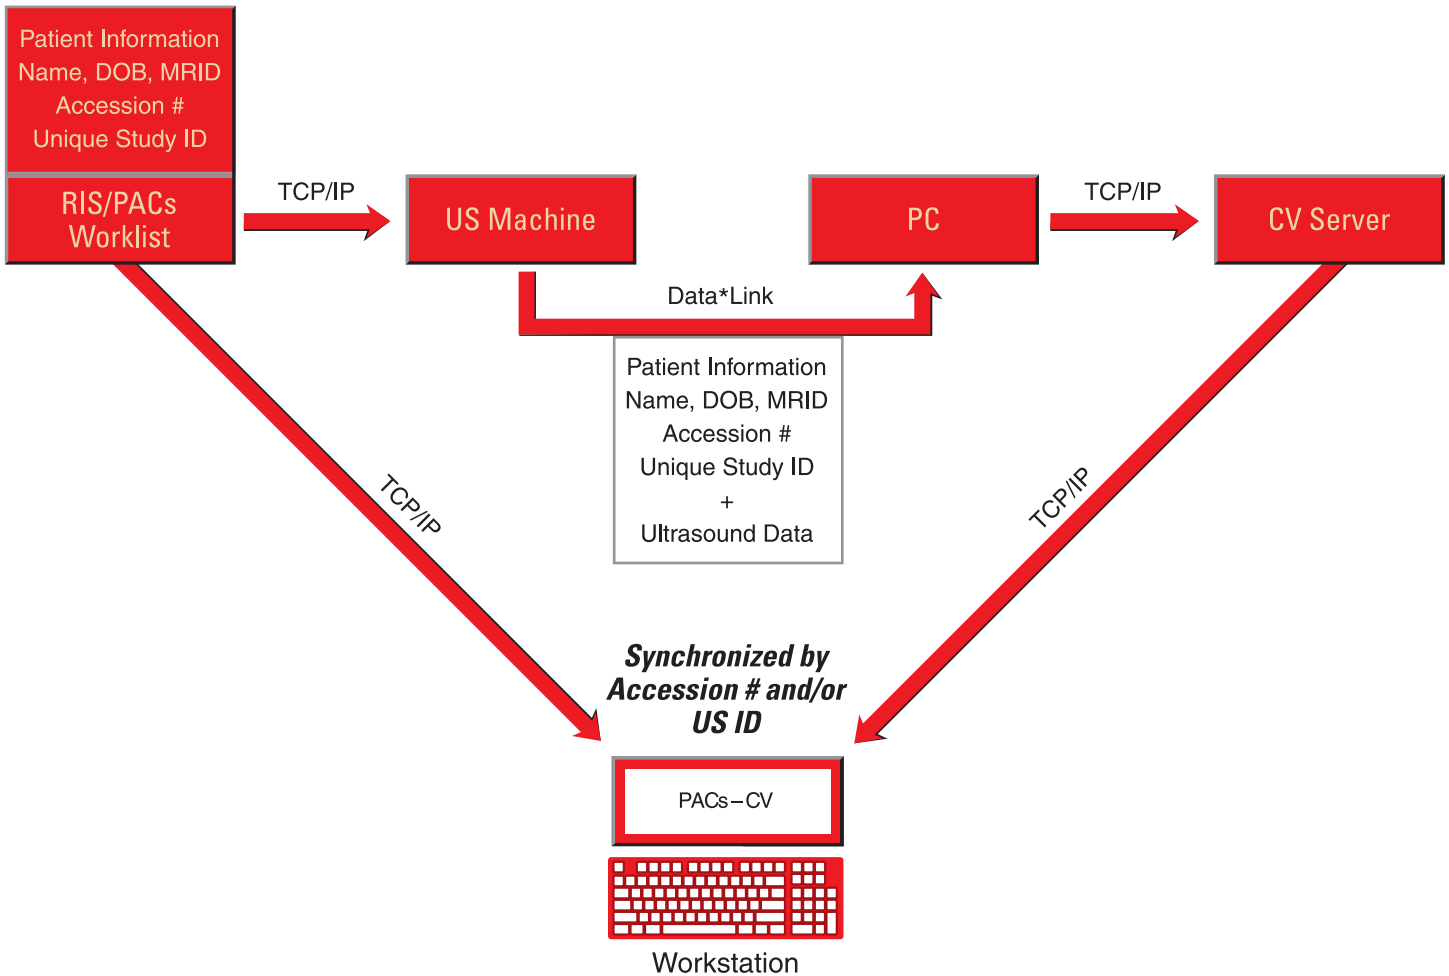 Patient Information
Name, DOB, MRID
Accession #
Unique Study ID
RIS/PACs
Worklist
TCP/IP
US Machine
PC
TCP/IP
CV Server
Data*Link
Patient Information
Name, DOB, MRID
Accession #
Unique Study ID
+
Ultrasound Data
TCP/IP
TCP/IP
Synchronized by
Accession # and/or
US ID
PACs–CV
Workstation